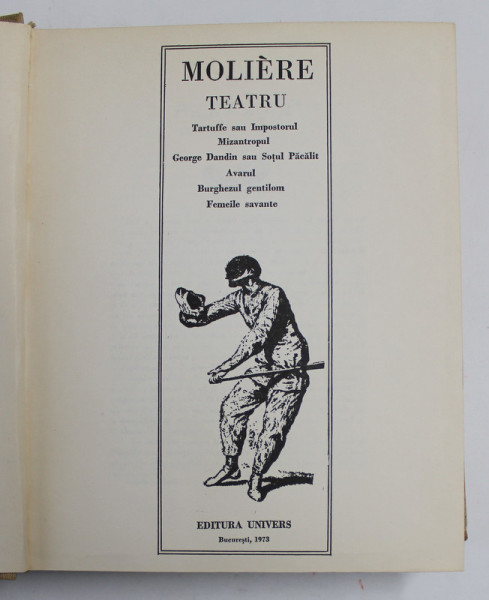 MOLIÈRE
TEATRU
Tartuffe sau Impostorul
Mizantropul
George Dandin sau Soțul Păcălit
Avarul
Burghezul gentilom
Femeile savante
EDITURA UNIVERS
București, 1973